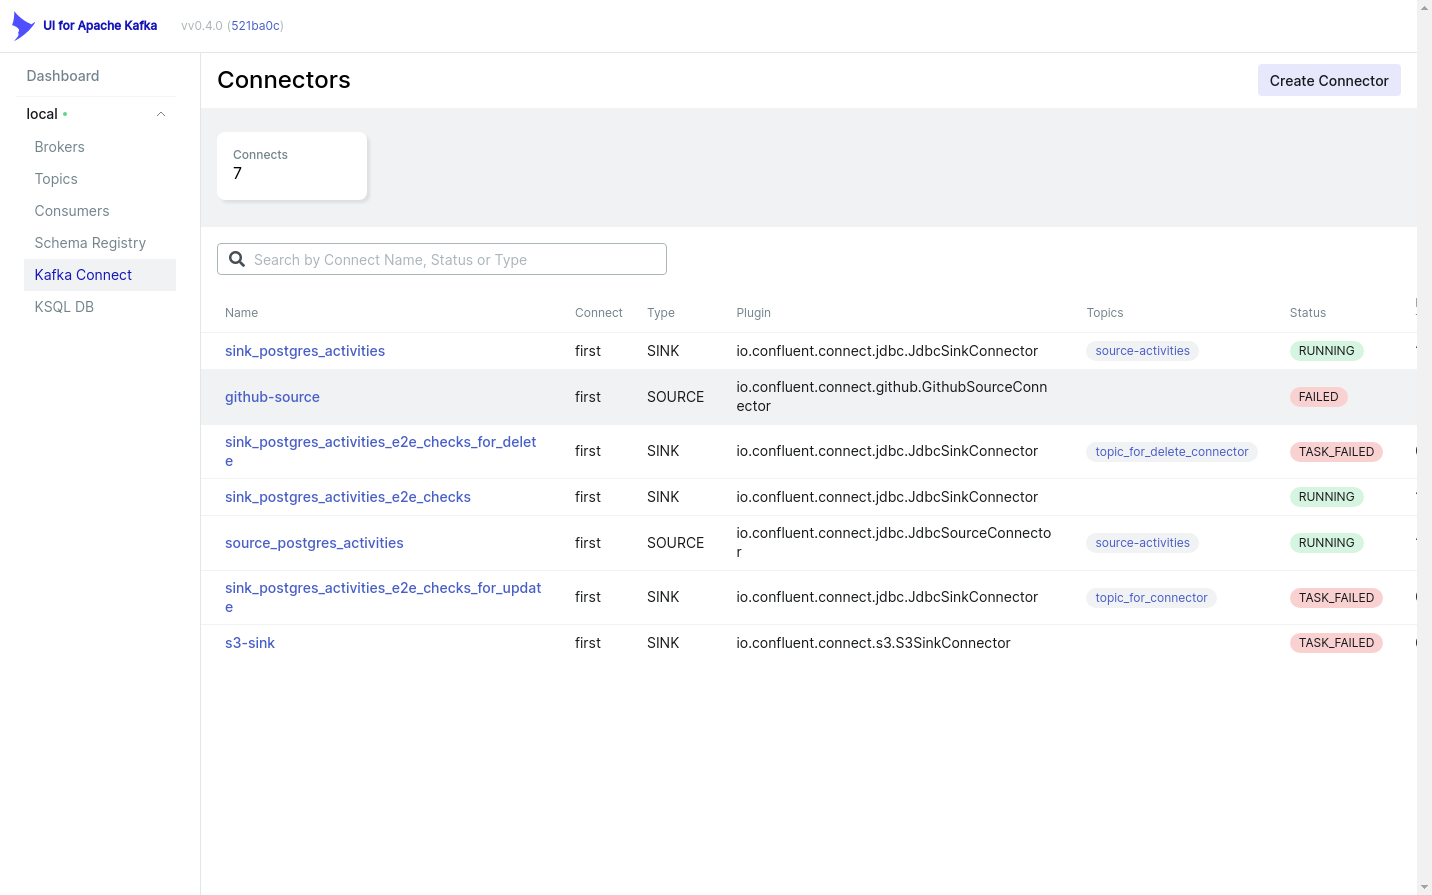 UI for Apache Kafka
vv0.4.0 (521ba0c)
Dashboard
local
Brokers
Topics
Consumers
Schema Registry
Kafka Connect
KSQL DB
Connectors
Create Connector
Connects
7
Search by Connect Name, Status or Type
Name Connect Type Plugin Topics Status
sink_postgres_activities first SINK io.confluent.connect.jdbc.JdbcSinkConnector source-activities RUNNING
github-source first SOURCE io.confluent.connect.github.GithubSourceConn
ector FAILED
sink_postgres_activities_e2e_checks_for_delet
e first SINK io.confluent.connect.jdbc.JdbcSinkConnector topic_for_delete_connector TASK_FAILED
sink_postgres_activities_e2e_checks first SINK io.confluent.connect.jdbc.JdbcSinkConnector RUNNING
source_postgres_activities first SOURCE io.confluent.connect.jdbc.JdbcSourceConnecto
r source-activities RUNNING
sink_postgres_activities_e2e_checks_for_updat
e first SINK io.confluent.connect.jdbc.JdbcSinkConnector topic_for_connector TASK_FAILED
s3-sink first SINK io.confluent.connect.s3.S3SinkConnector TASK_FAILED